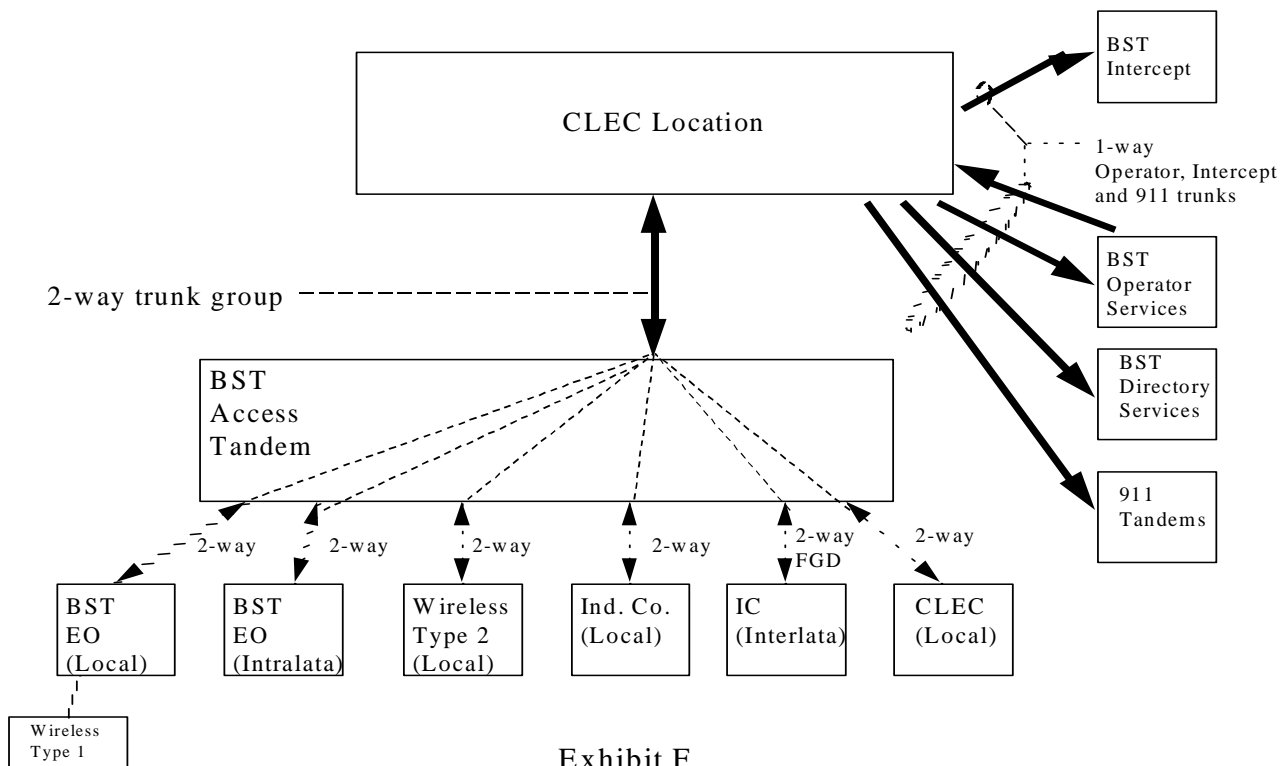 BST
Intercept
CLEC Location
1-way
Operator, Intercept
and 911 trunks
BST
Operator
Services
2-way trunk group
BST
Access
Tandem
BST
Directory
Services
911
Tandems
2-way
2-way
2-way
2-way
2-way
FGD
2-way
BST
EO
(Local)
BST
EO
(Intralata)
Wireless
Type 2
(Local)
Ind. Co.
(Local)
IC
(Interlata)
CLEC
(Local)
Wireless
Type 1
Exhibit